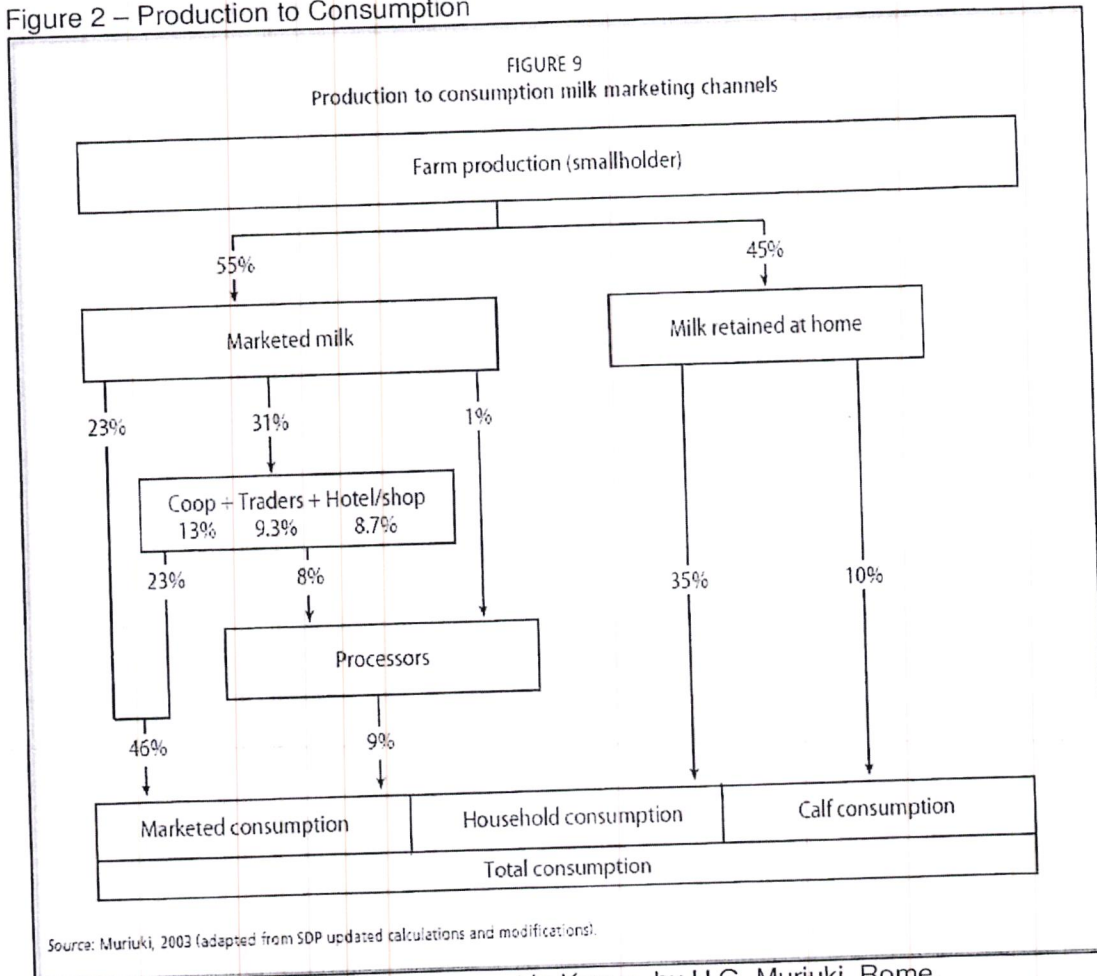 Figure 2 – Production to Consumption
FIGURE 9
Production to consumption milk marketing channels
Farm production (smallholder)
55%
45%
Marketed milk
Milk retained at home
23%
31%
1%
Coop + Traders + Hotel/shop
13% 9.3% 8.7%
23%
8%
35%
10%
Processors
46%
9%
Marketed consumption
Household consumption
Calf consumption
Total consumption
Source: Muriuki, 2003 (adapted from SDP updated calculations and modifications).
by H.G. Muriuki, Rome